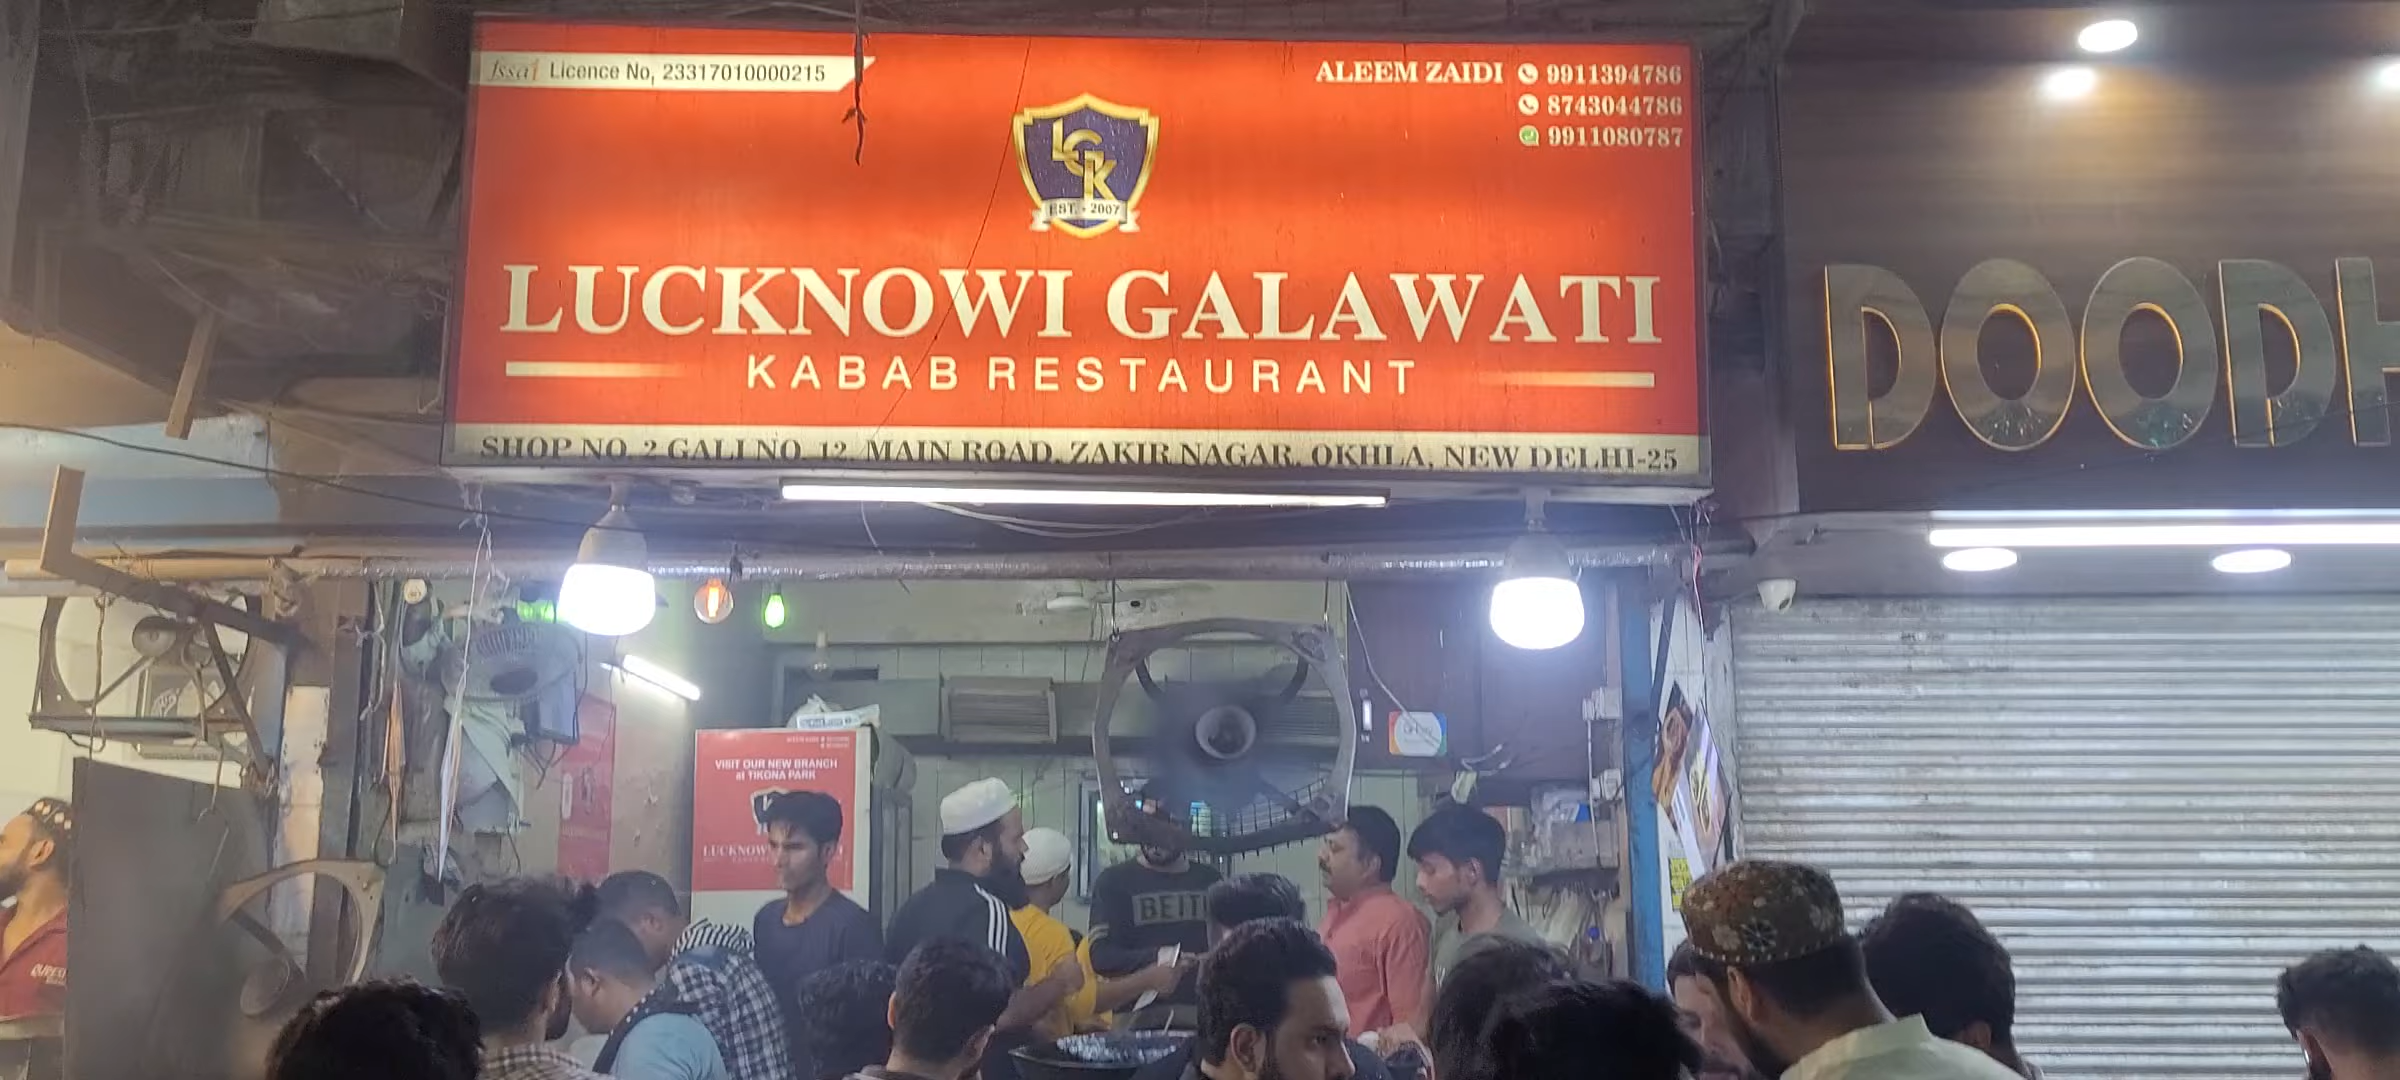 fssai Licence No, 23317010000215
ALEEM ZAIDI 9911394786
8743044786
9911080787
LGK
EST. - 2007
LUCKNOWI GALAWATI
KABAB RESTAURANT
SHOP NO. 2 GALI NO. 12, MAIN ROAD, ZAKIR NAGAR, OKHLA, NEW DELHI-25
DOODH
VISIT OUR NEW BRANCH
at TIKONA PARK
LUCKNOWI
BEIT